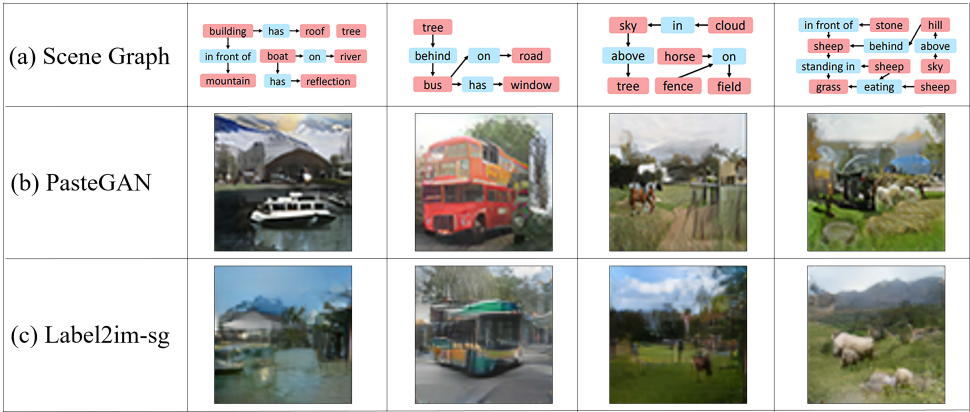 (a) Scene Graph
building has roof tree
in front of boat on river
mountain has reflection
tree
behind on road
bus has window
sky in cloud
above horse on
tree fence field
in front of stone hill
sheep behind above
standing in sheep sky
grass eating sheep
(b) PasteGAN
(c) Label2im-sg